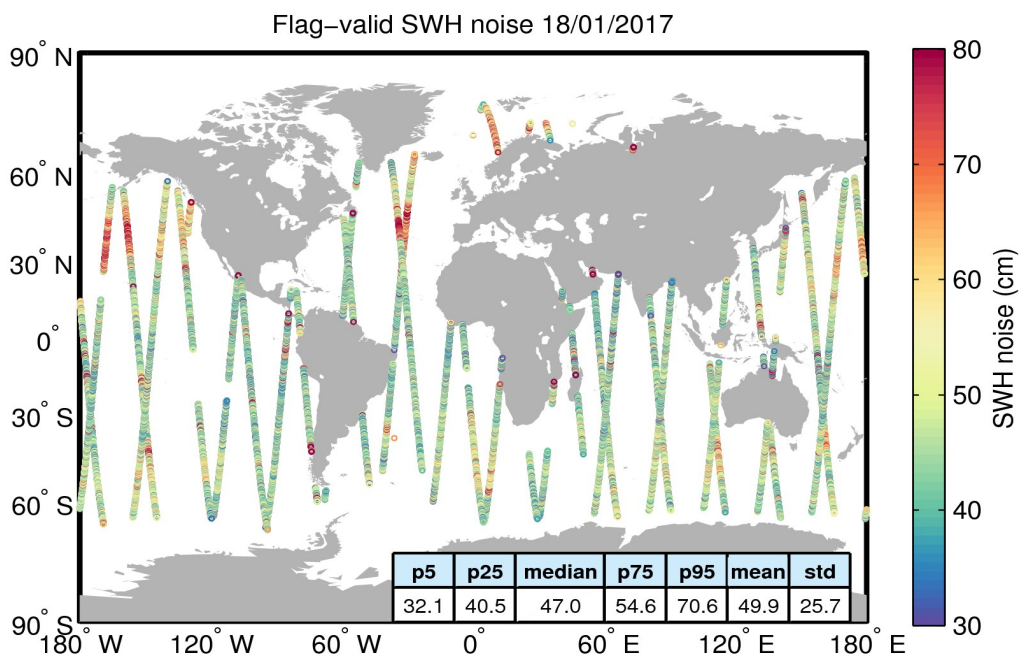 Flag−valid SWH noise 18/01/2017
90° N
60° N
30° N
0°
30° S
60° S
90° S
180° W
120° W
60° W
0°
60° E
120° E
180° E
80
70
60
50
40
30
SWH noise (cm)
p5 p25 median p75 p95 mean std
32.1 40.5 47.0 54.6 70.6 49.9 25.7